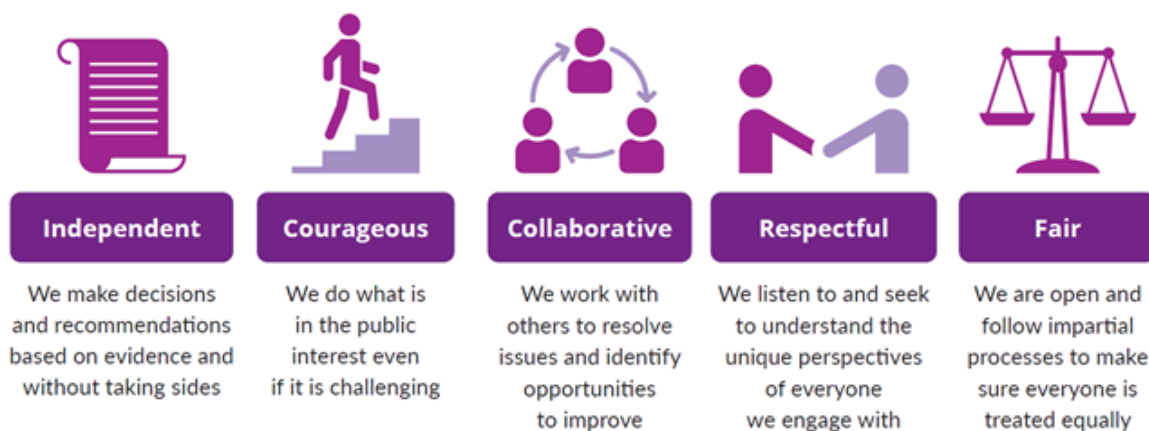 Independent
We make decisions
and recommendations
based on evidence and
without taking sides
Courageous
We do what is
in the public
interest even
if it is challenging
Collaborative
We work with
others to resolve
issues and identify
opportunities
to improve
Respectful
We listen to and seek
to understand the
unique perspectives
of everyone
we engage with
Fair
We are open and
follow impartial
processes to make
sure everyone is
treated equally